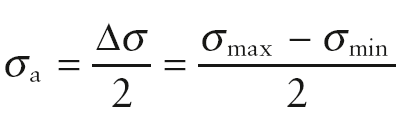 σ_a = Δσ / 2 = (σ_max − σ_min) / 2